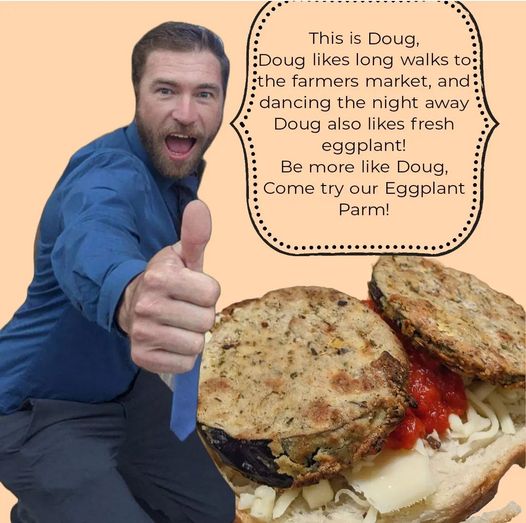 This is Doug,
Doug likes long walks to
the farmers market, and
dancing the night away
Doug also likes fresh
eggplant!
Be more like Doug,
Come try our Eggplant
Parm!